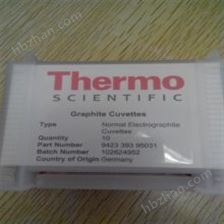 Thermo
SCIENTIFIC
Graphite Cuvettes
Type Normal Electrographite
Cuvettes
Quantity 10
Part Number 9423 393 95031
Batch Number 102624952
Country of Origin Germany